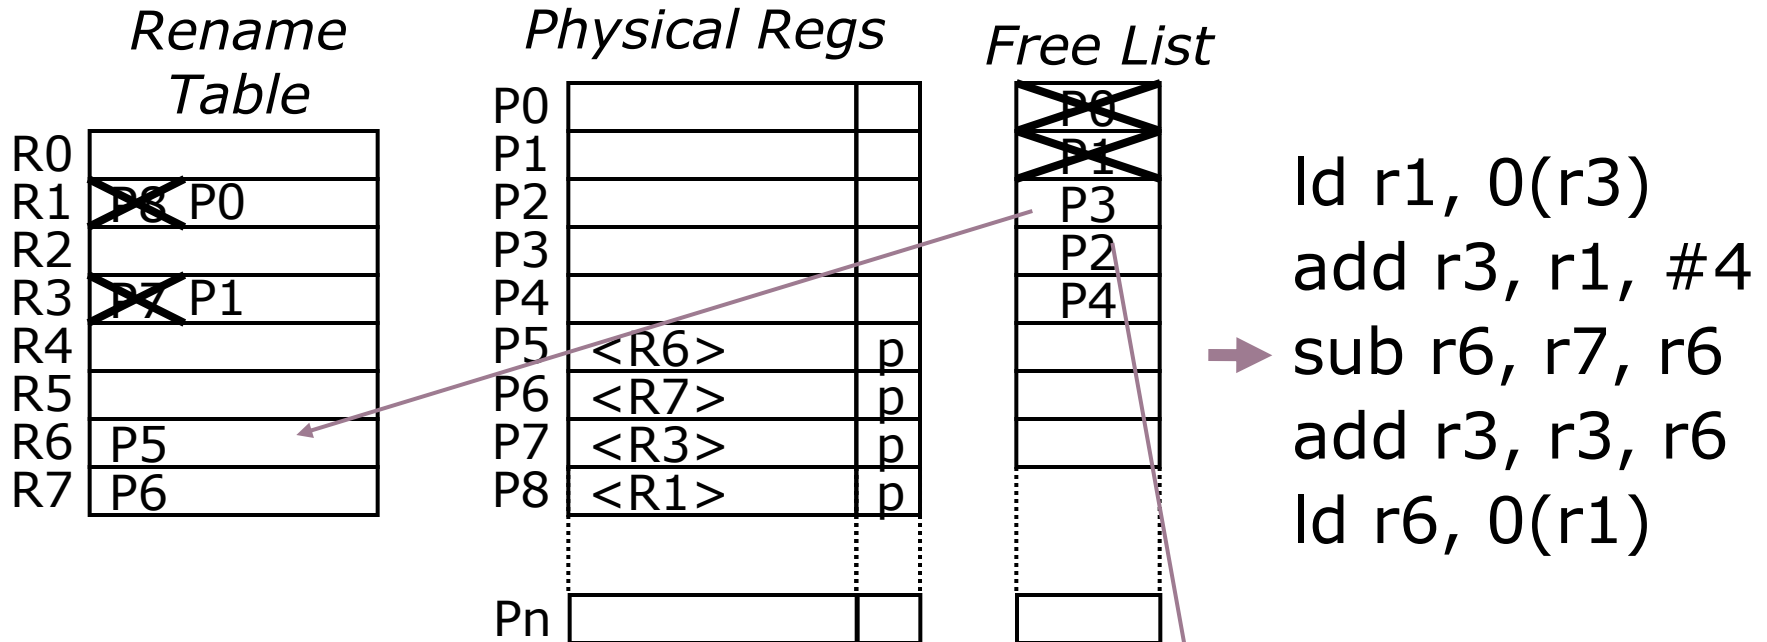 Rename
Table
R0
R1 P8 P0
R2
R3 P7 P1
R4
R5
R6 P5
R7 P6
Physical Regs
P0
P1
P2
P3
P4
P5 <R6> p
P6 <R7> p
P7 <R3> p
P8 <R1> p
Pn
Free List
P0
P1
P3
P2
P4
ld r1, 0(r3)
add r3, r1, #4
sub r6, r7, r6
add r3, r3, r6
ld r6, 0(r1)